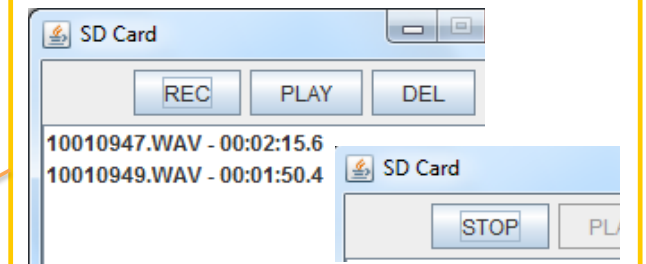 SD Card
REC PLAY DEL
10010947.WAV - 00:02:15.6
10010949.WAV - 00:01:50.4
SD Card
STOP PL